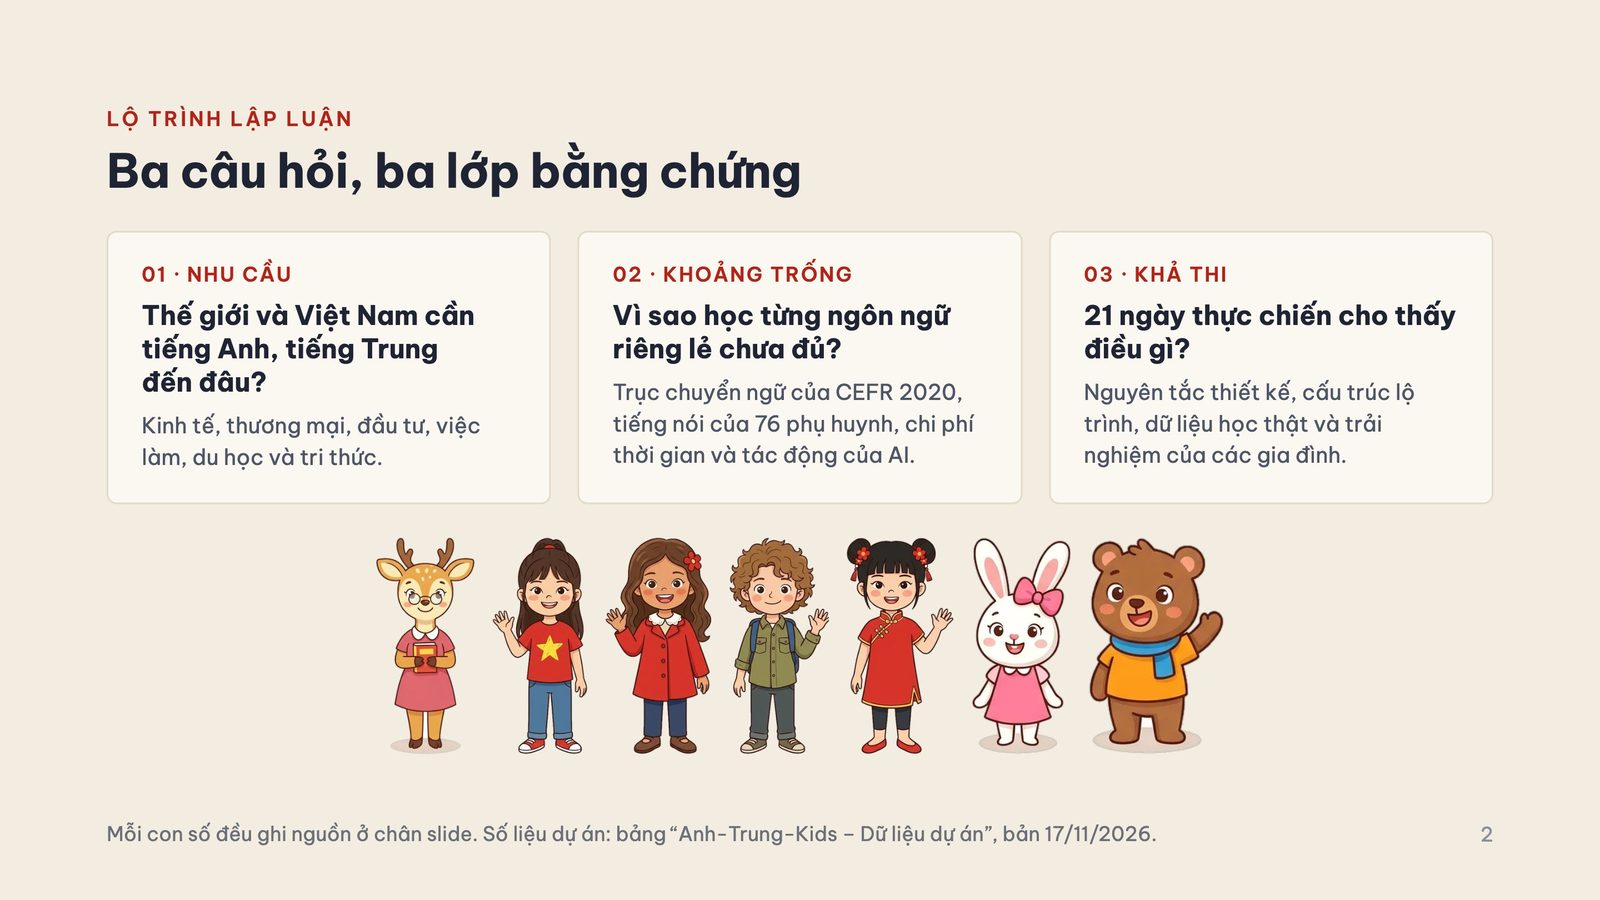 LỘ TRÌNH LẬP LUẬN
Ba câu hỏi, ba lớp bằng chứng
01 · NHU CẦU
Thế giới và Việt Nam cần
tiếng Anh, tiếng Trung
đến đâu?
Kinh tế, thương mại, đầu tư, việc
làm, du học và tri thức.
02 · KHOẢNG TRỐNG
Vì sao học từng ngôn ngữ
riêng lẻ chưa đủ?
Trục chuyển ngữ của CEFR 2020,
tiếng nói của 76 phụ huynh, chi phí
thời gian và tác động của AI.
03 · KHẢ THI
21 ngày thực chiến cho thấy
điều gì?
Nguyên tắc thiết kế, cấu trúc lộ
trình, dữ liệu học thật và trải
nghiệm của các gia đình.
Mỗi con số đều ghi nguồn ở chân slide. Số liệu dự án: bảng “Anh-Trung-Kids – Dữ liệu dự án”, bản 17/11/2026.
2